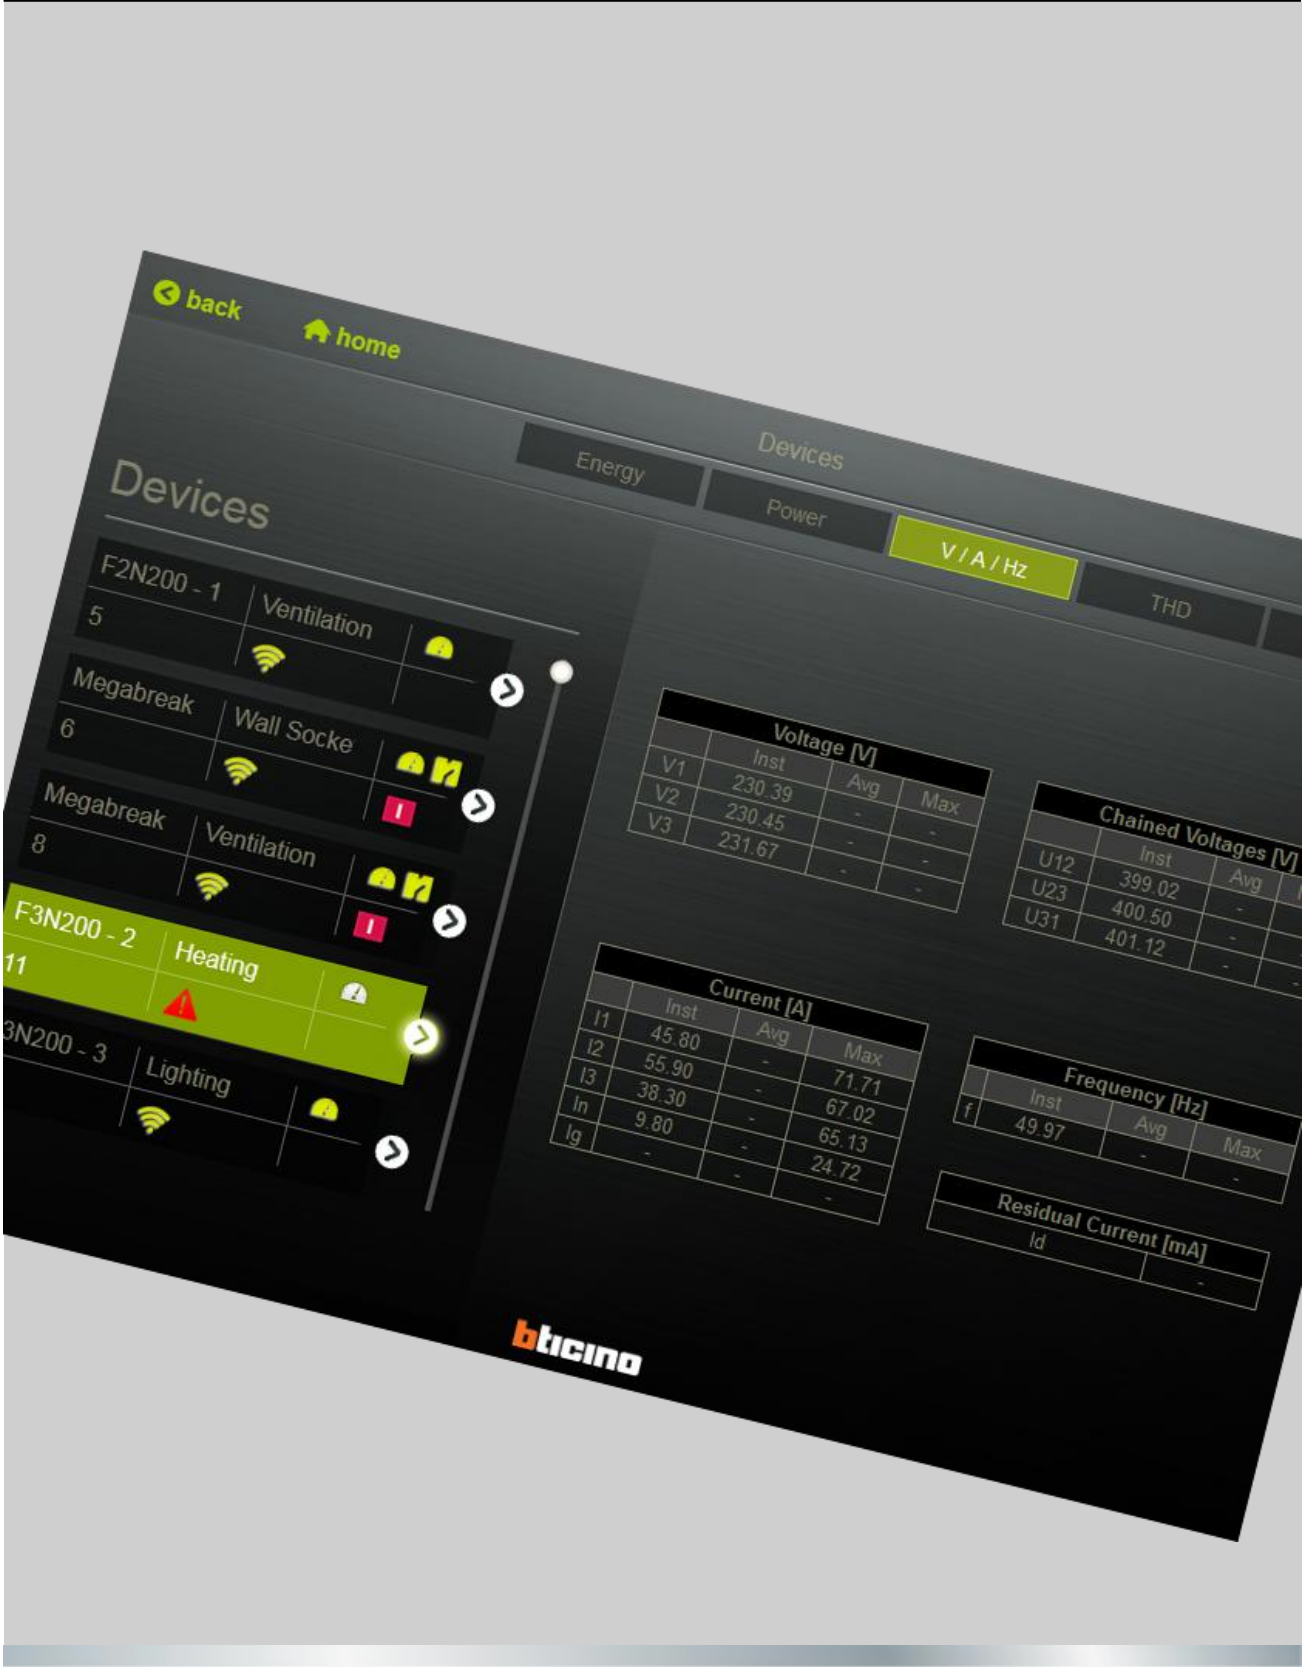 back
home
Devices
Energy
Power
V / A / Hz
THD
Devices
F2N200 - 1 Ventilation
5
Megabreak Wall Socke
6
I
Megabreak Ventilation
8
I
F3N200 - 2 Heating
11
3N200 - 3 Lighting
Voltage [V]
Inst Avg Max
V1 230.39 - -
V2 230.45 - -
V3 231.67 - -
Chained Voltages [V]
Inst Avg
U12 399.02 -
U23 400.50 - -
U31 401.12 - -
Current [A]
Inst Avg Max
I1 45.80 - 71.71
I2 55.90 - 67.02
I3 38.30 - 65.13
In 9.80 - 24.72
Ig - - -
Frequency [Hz]
Inst Avg Max
f 49.97 - -
Residual Current [mA]
Id -
bticino